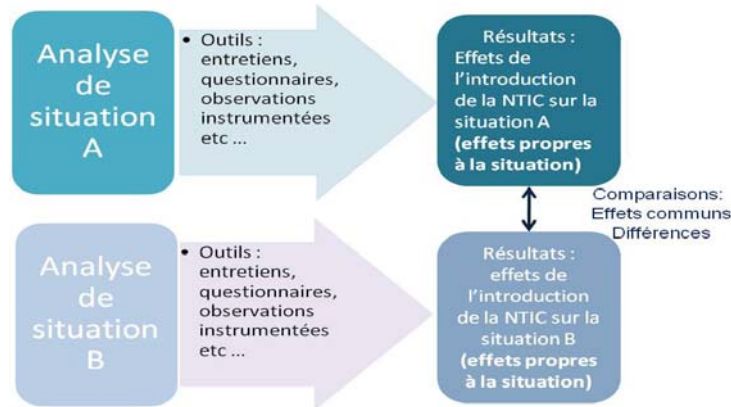 Analyse
de
situation
A
• Outils :
entretiens,
questionnaires,
observations
instrumentées
etc ...
Résultats :
Effets de
l'introduction
de la NTIC sur la
situation A
(effets propres
à la situation)
Comparaisons:
Effets communs
Différences
Analyse
de
situation
B
• Outils :
entretiens,
questionnaires,
observations
instrumentées
etc ...
Résultats :
effets de
l'introduction
de la NTIC sur la
situation B
(effets propres
à la situation)